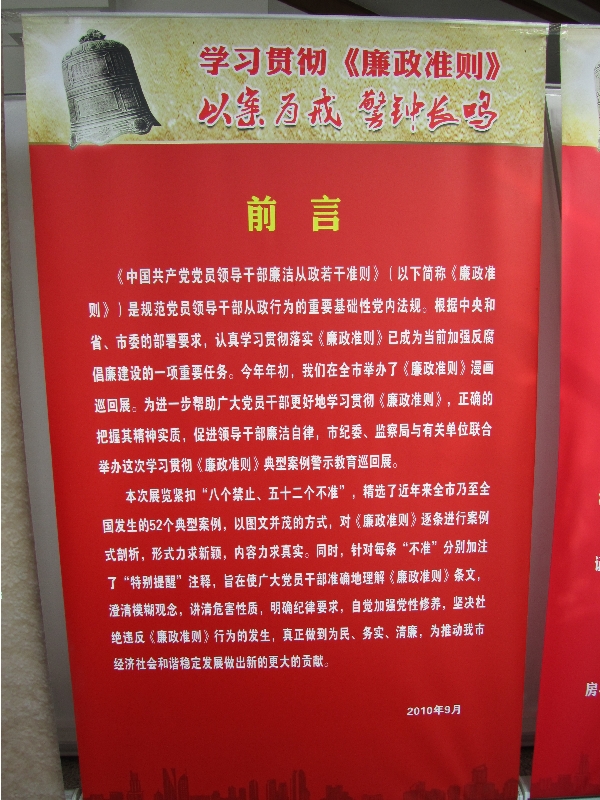 学习贯彻《廉政准则》
以案为戒 警钟长鸣
前 言
《中国共产党党员领导干部廉洁从政若干准则》（以下简称《廉政准
则》）是规范党员领导干部从政行为的重要基础性党内法规。根据中央和
省、市委的部署要求，认真学习贯彻落实《廉政准则》已成为当前加强反腐
倡廉建设的一项重要任务。今年年初，我们在全市举办了《廉政准则》漫画
巡回展。为进一步帮助广大党员干部更好地学习贯彻《廉政准则》，正确的
把握其精神实质，促进领导干部廉洁自律，市纪委、监察局与有关单位联合
举办这次学习贯彻《廉政准则》典型案例警示教育巡回展。
本次展览紧扣“八个禁止、五十二个不准”，精选了近年来全市乃至全
国发生的52个典型案例，以图文并茂的方式，对《廉政准则》逐条进行案例
式剖析，形式力求新颖，内容力求真实。同时，针对每条“不准”分别加注
了“特别提醒”注释，旨在使广大党员干部准确地理解《廉政准则》条文，
澄清模糊观念，讲清危害性质，明确纪律要求，自觉加强党性修养，坚决杜
绝违反《廉政准则》行为的发生，真正做到为民、务实、清廉，为推动我市
经济社会和谐稳定发展做出新的更大的贡献。
2010年9月
房